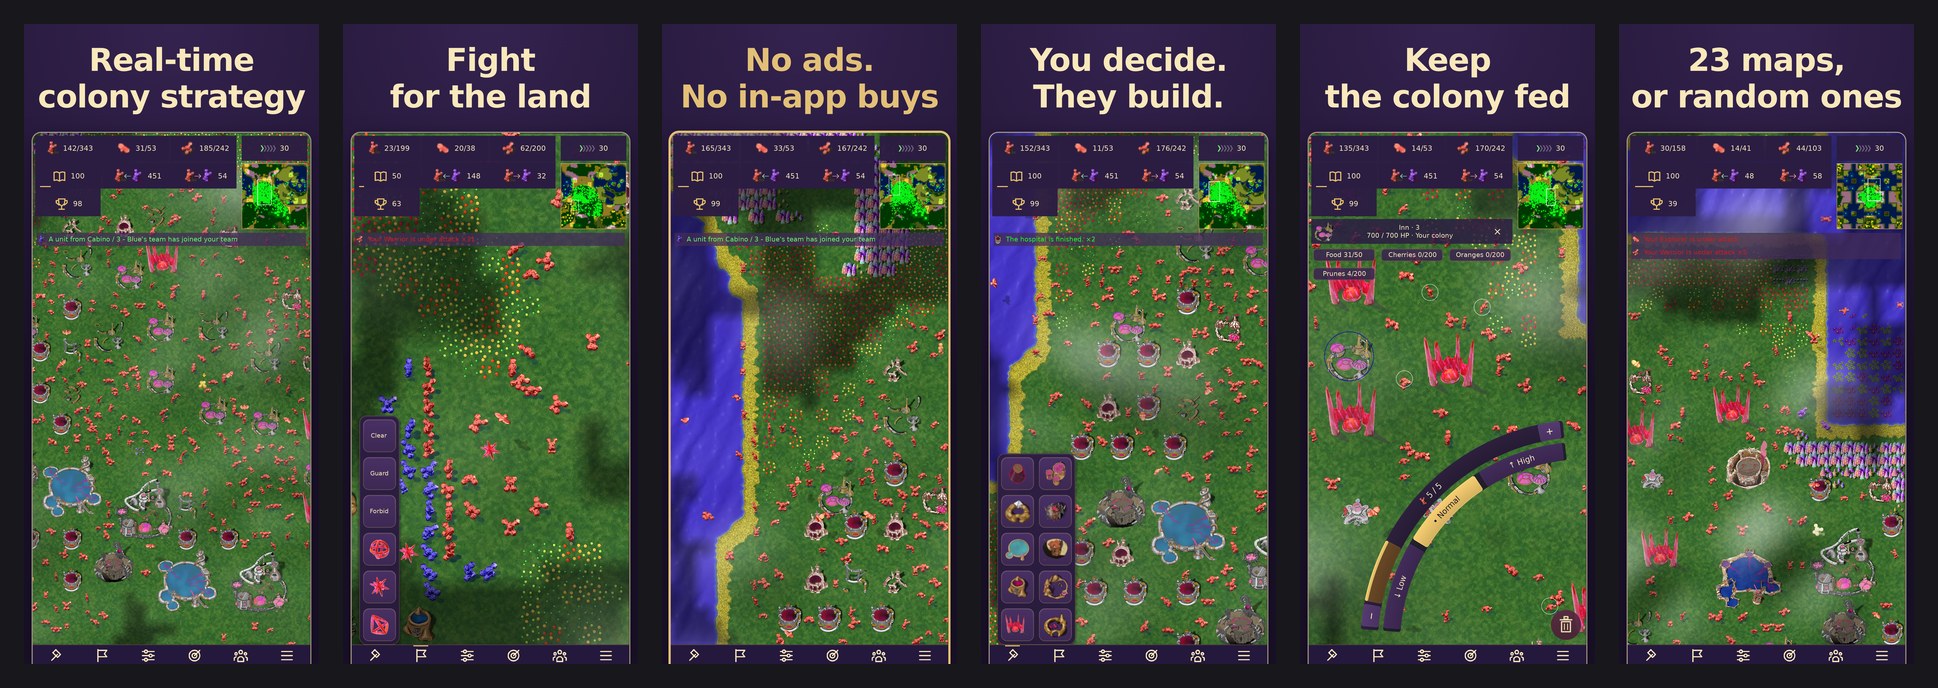 Real-time
colony strategy
142/343 31/53 185/242 30
100 451 54
98
A unit from Cabino / 3 - Blue's team has joined your team
Fight
for the land
23/199 20/38 62/200 30
50 148 32
63
Clear
Guard
Forbid
No ads.
No in-app buys
165/343 33/53 167/242 30
100 451 54
99
A unit from Cabino / 3 - Blue's team has joined your team
You decide.
They build.
152/343 11/53 176/242 30
100 451 54
99
The hospital is finished ×2
Keep
the colony fed
135/343 14/53 170/242 30
100 451 54
99
Inn · 3
700 / 700 HP · Your colony
Food 31/50 Cherries 0/200 Oranges 0/200
Prunes 4/200
+
↑ High
5 / 5
• Normal
↓ Low
−
23 maps,
or random ones
30/158 14/41 44/103 30
100 48 58
39